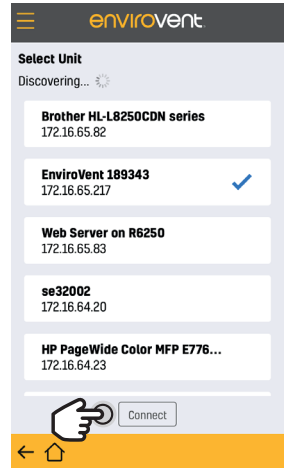 envirovent.
Select Unit
Discovering...
Brother HL-L8250CDN series
172.16.65.82
EnviroVent 189343
172.16.65.217
Web Server on R6250
172.16.65.83
se32002
172.16.64.20
HP PageWide Color MFP E776...
172.16.64.23
Connect